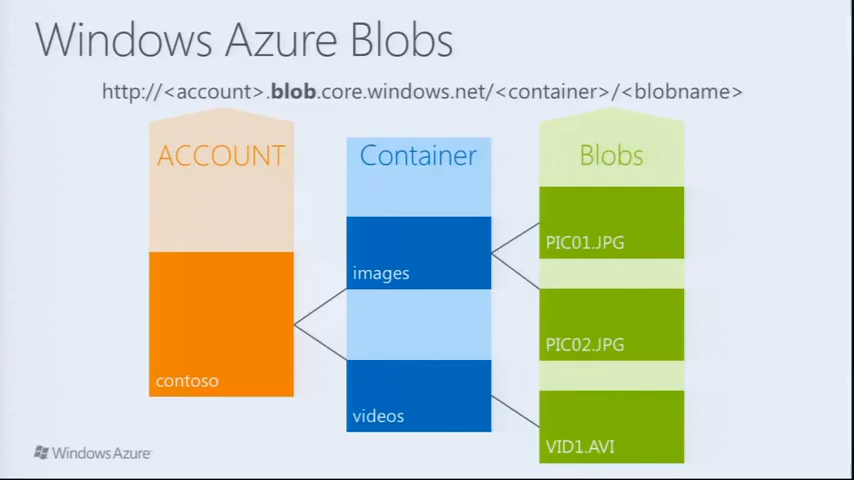 Windows Azure Blobs
http://<account>.blob.core.windows.net/<container>/<blobname>
ACCOUNT
contoso
Container
images
videos
Blobs
PIC01.JPG
PIC02.JPG
VID1.AVI
Windows Azure